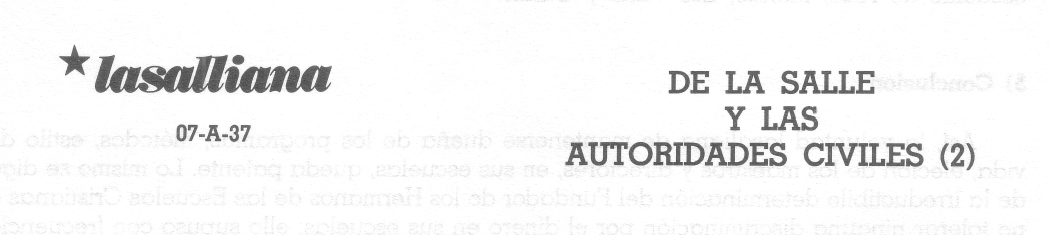 lasalliana
07-A-37
DE LA SALLE
Y LAS
AUTORIDADES CIVILES (2)